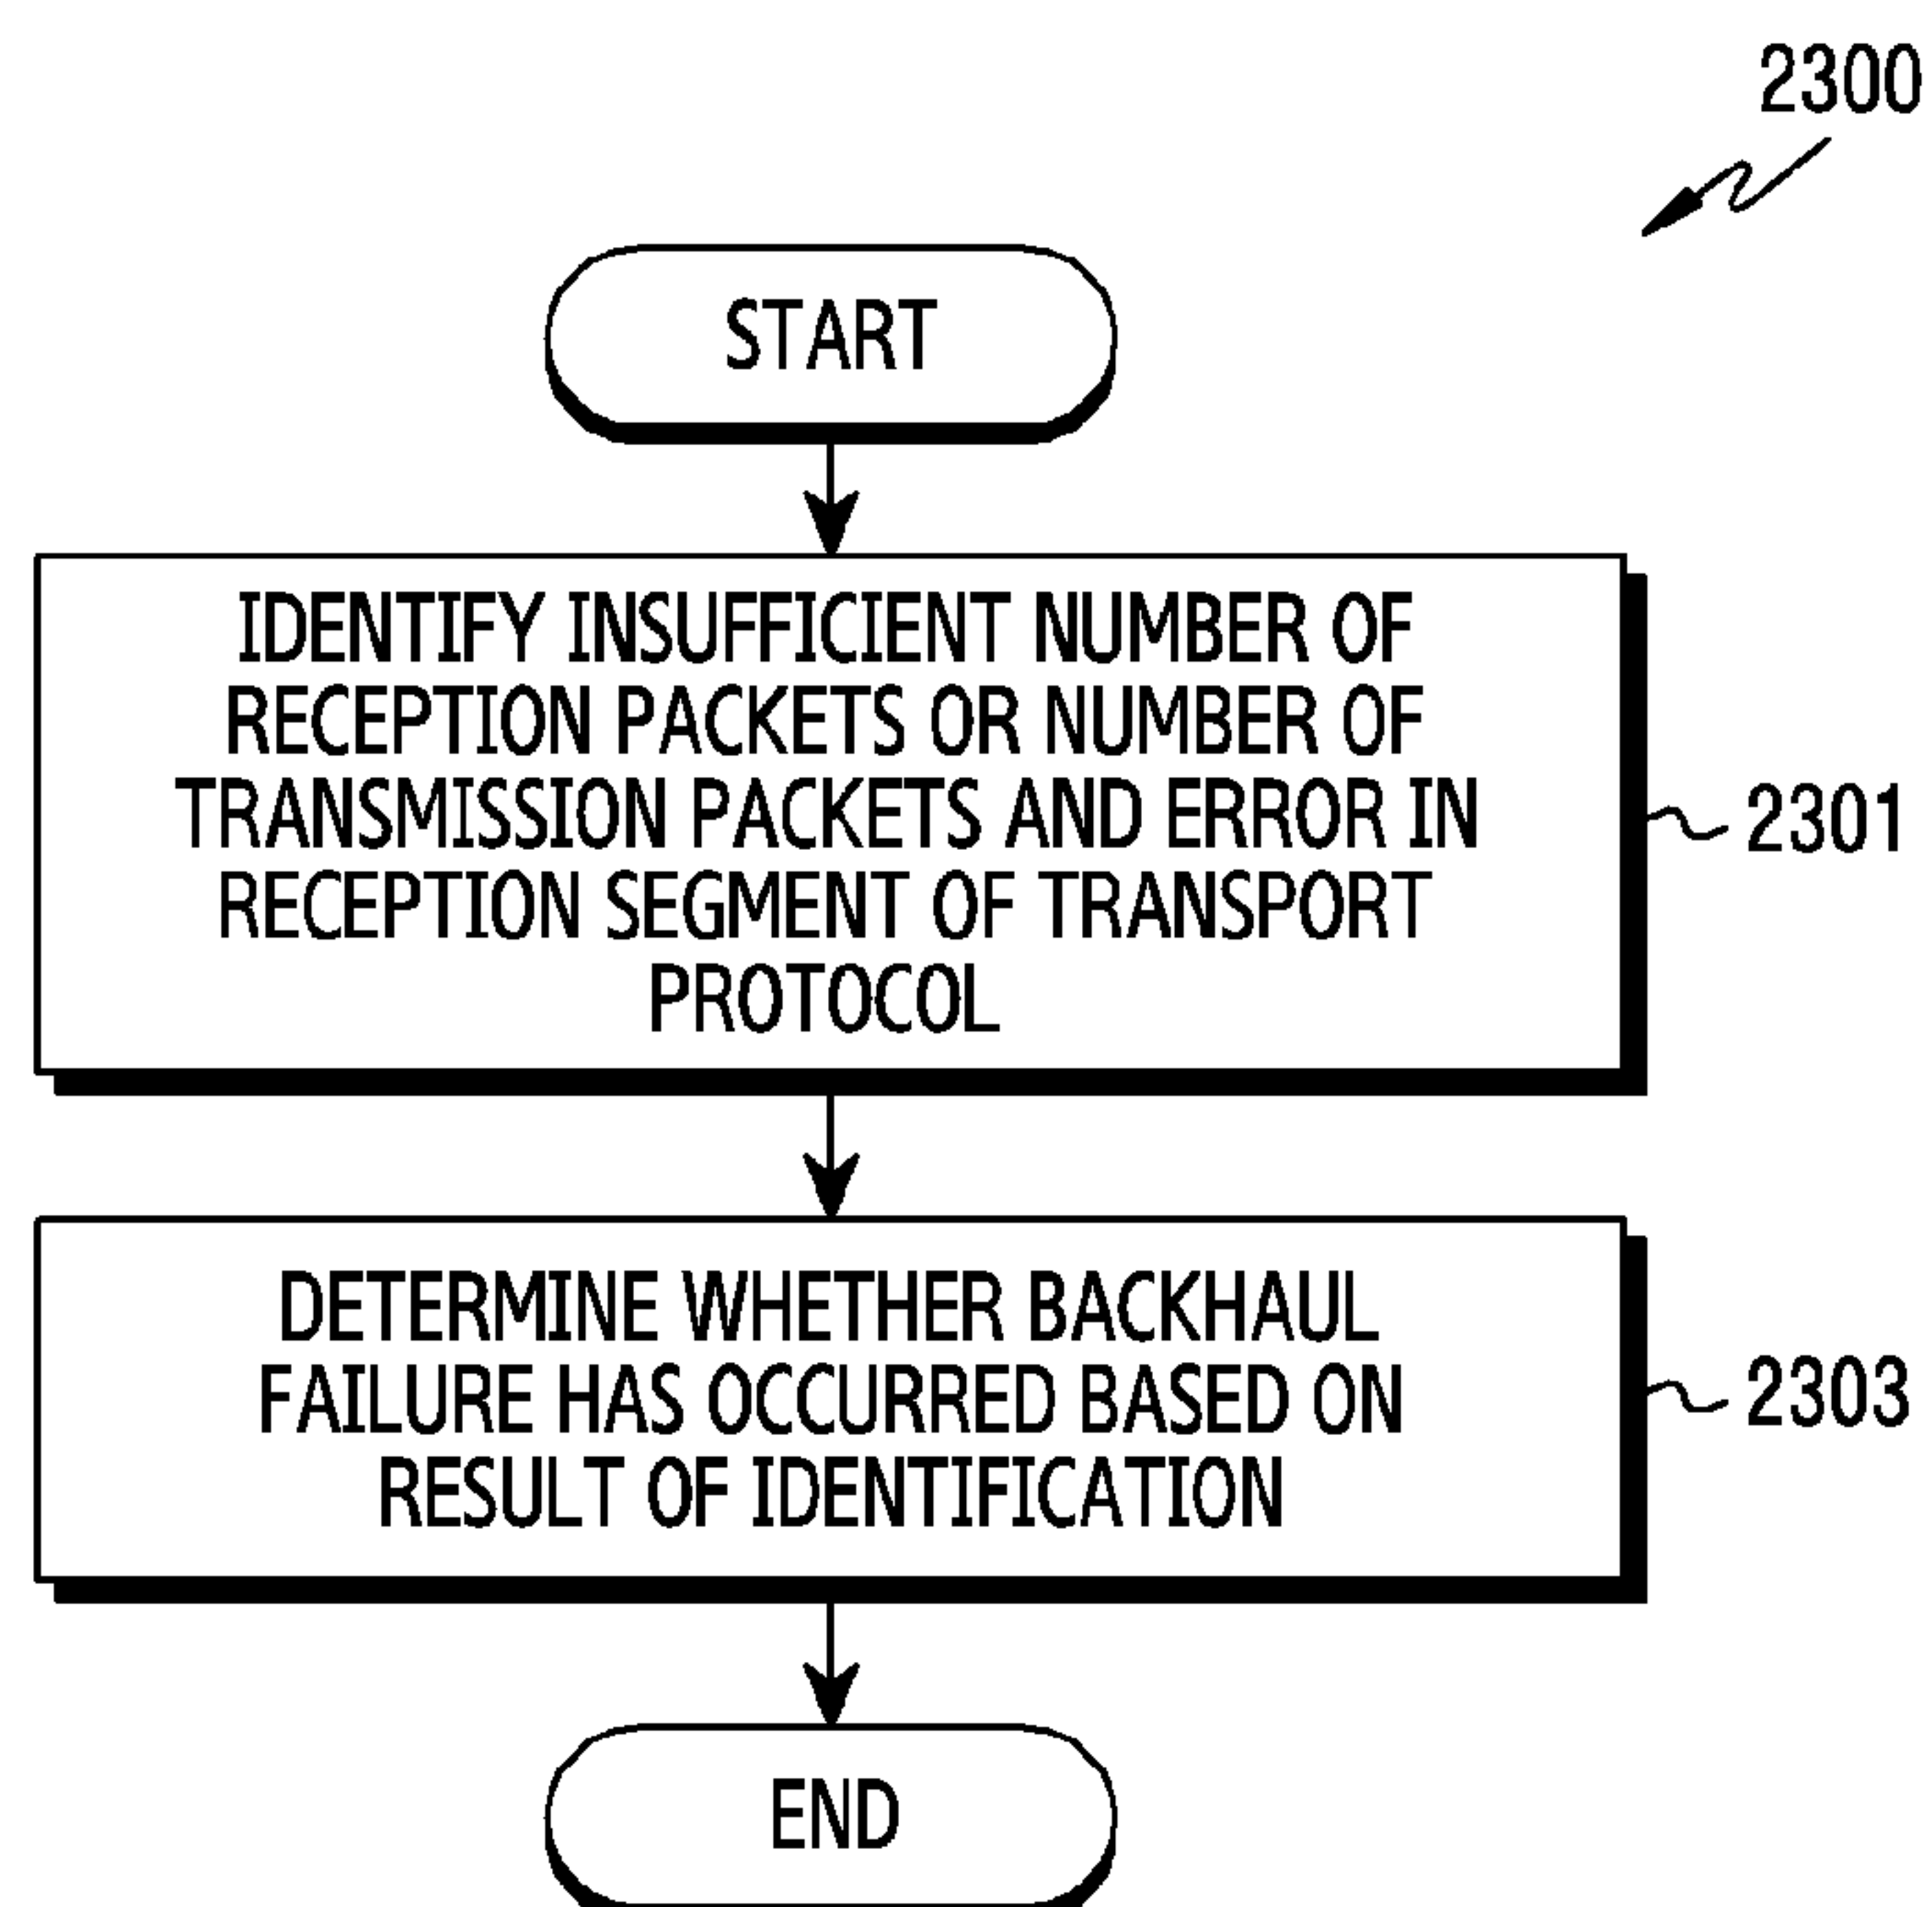 2300
START
IDENTIFY INSUFFICIENT NUMBER OF
RECEPTION PACKETS OR NUMBER OF
TRANSMISSION PACKETS AND ERROR IN
RECEPTION SEGMENT OF TRANSPORT
PROTOCOL
2301
DETERMINE WHETHER BACKHAUL
FAILURE HAS OCCURRED BASED ON
RESULT OF IDENTIFICATION
2303
END